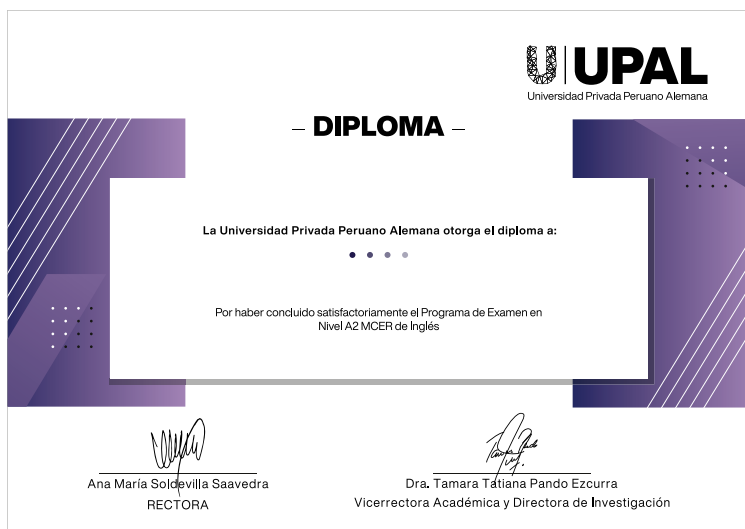 UPAL
Universidad Privada Peruano Alemana
– DIPLOMA –
La Universidad Privada Peruano Alemana otorga el diploma a:
Por haber concluido satisfactoriamente el Programa de Examen en
Nivel A2 MCER de Inglés
Ana María Soldevilla Saavedra
RECTORA
Dra. Tamara Tatiana Pando Ezcurra
Vicerrectora Académica y Directora de Investigación